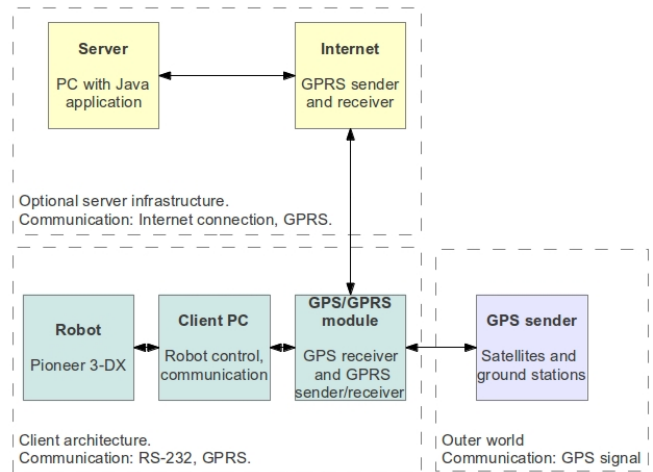 Server
PC with Java
application
Internet
GPRS sender
and receiver
Optional server infrastructure.
Communication: Internet connection, GPRS.
Robot
Pioneer 3-DX
Client PC
Robot control,
communication
GPS/GPRS
module
GPS receiver
and GPRS
sender/receiver
GPS sender
Satellites and
ground stations
Client architecture.
Communication: RS-232, GPRS.
Outer world
Communication: GPS signal